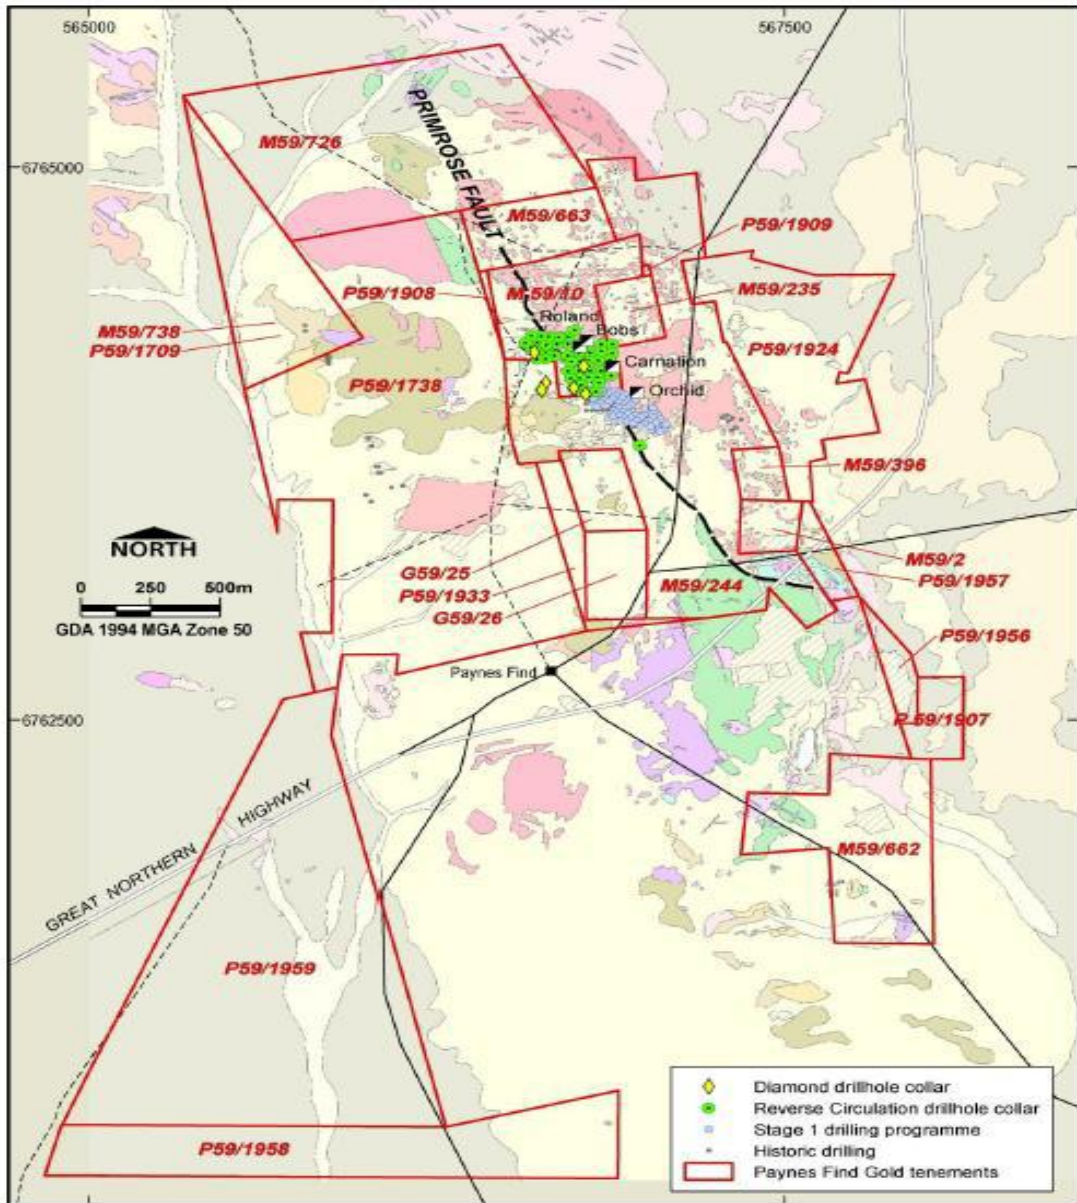 565000
567500
PRIMROSE FAULT
M59/726
6765000
M59/663
P59/1909
P59/1908
M 59/10
M59/235
Roland
Bobs
M59/738
P59/1709
P59/1924
Carnation
P59/1738
Orchid
M59/396
NORTH
M59/2
G59/25
P59/1957
P59/1933
M59/244
0 250 500m
G59/26
GDA 1994 MGA Zone 50
P59/1956
Paynes Find
6762500
P 59/1907
GREAT NORTHERN HIGHWAY
M59/662
P59/1959
Diamond drillhole collar
Reverse Circulation drillhole collar
Stage 1 drilling programme
P59/1958
Historic drilling
Paynes Find Gold tenements